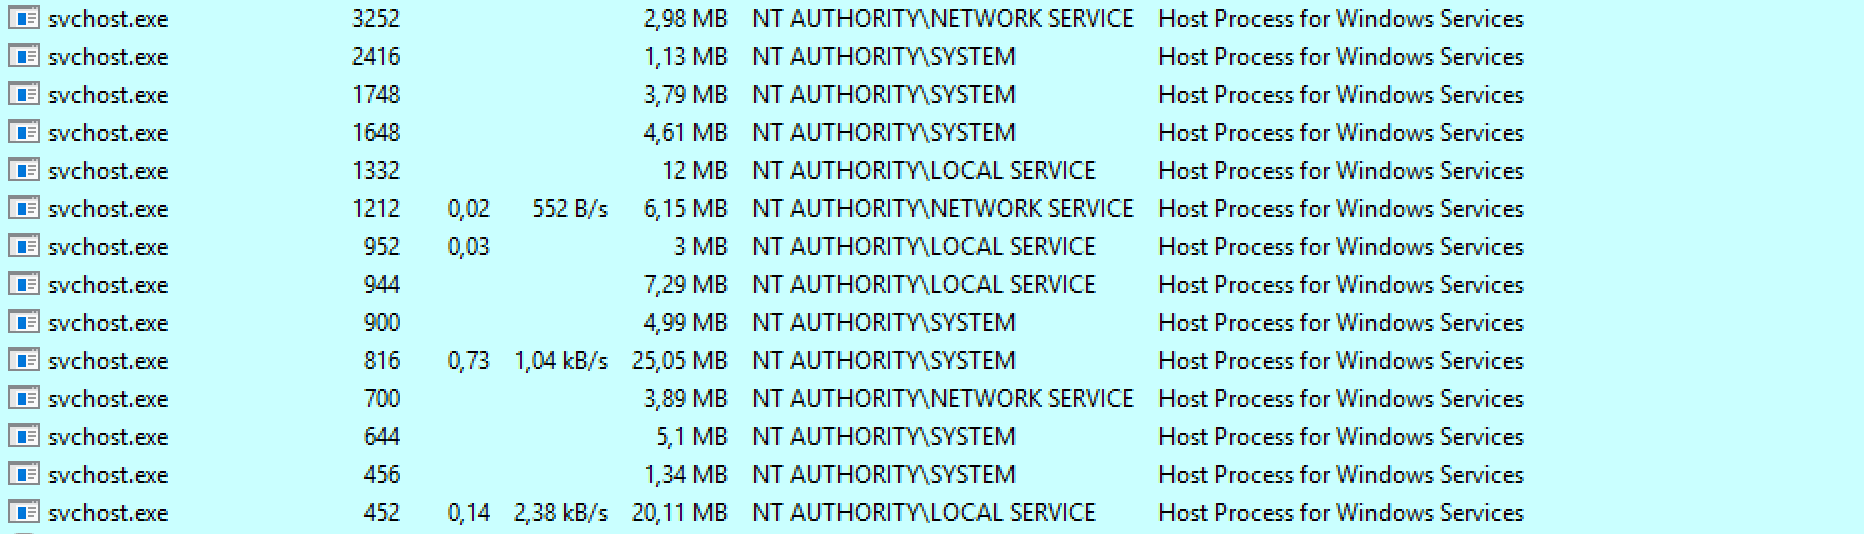 svchost.exe 3252 2,98 MB NT AUTHORITY\NETWORK SERVICE Host Process for Windows Services
svchost.exe 2416 1,13 MB NT AUTHORITY\SYSTEM Host Process for Windows Services
svchost.exe 1748 3,79 MB NT AUTHORITY\SYSTEM Host Process for Windows Services
svchost.exe 1648 4,61 MB NT AUTHORITY\SYSTEM Host Process for Windows Services
svchost.exe 1332 12 MB NT AUTHORITY\LOCAL SERVICE Host Process for Windows Services
svchost.exe 1212 0,02 552 B/s 6,15 MB NT AUTHORITY\NETWORK SERVICE Host Process for Windows Services
svchost.exe 952 0,03 3 MB NT AUTHORITY\LOCAL SERVICE Host Process for Windows Services
svchost.exe 944 7,29 MB NT AUTHORITY\LOCAL SERVICE Host Process for Windows Services
svchost.exe 900 4,99 MB NT AUTHORITY\SYSTEM Host Process for Windows Services
svchost.exe 816 0,73 1,04 kB/s 25,05 MB NT AUTHORITY\SYSTEM Host Process for Windows Services
svchost.exe 700 3,89 MB NT AUTHORITY\NETWORK SERVICE Host Process for Windows Services
svchost.exe 644 5,1 MB NT AUTHORITY\SYSTEM Host Process for Windows Services
svchost.exe 456 1,34 MB NT AUTHORITY\SYSTEM Host Process for Windows Services
svchost.exe 452 0,14 2,38 kB/s 20,11 MB NT AUTHORITY\LOCAL SERVICE Host Process for Windows Services